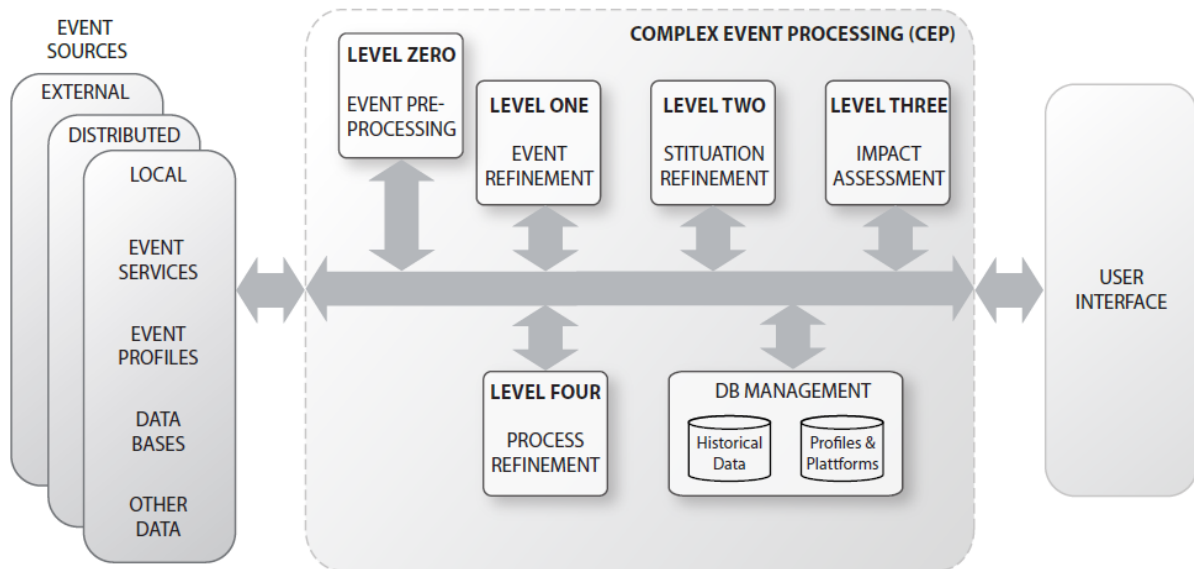 EVENT
SOURCES
EXTERNAL
DISTRIBUTED
LOCAL
EVENT
SERVICES
EVENT
PROFILES
DATA
BASES
OTHER
DATA
COMPLEX EVENT PROCESSING (CEP)
LEVEL ZERO
EVENT PRE-
PROCESSING
LEVEL ONE
EVENT
REFINEMENT
LEVEL TWO
STITUATION
REFINEMENT
LEVEL THREE
IMPACT
ASSESSMENT
LEVEL FOUR
PROCESS
REFINEMENT
DB MANAGEMENT
Historical
Data
Profiles &
Plattforms
USER
INTERFACE